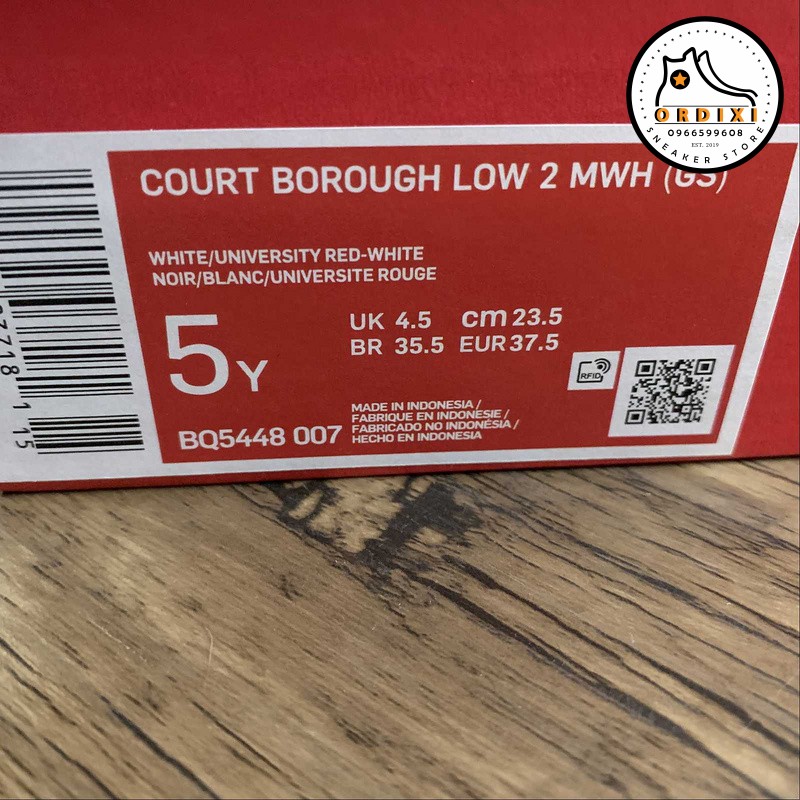 ORDIXI
0966599608
EST. 2019
SNEAKER STORE
COURT BOROUGH LOW 2 MWH (GS)
WHITE/UNIVERSITY RED-WHITE
NOIR/BLANC/UNIVERSITE ROUGE
5Y
UK 4.5 cm 23.5
BR 35.5 EUR 37.5
RFID
BQ5448 007
MADE IN INDONESIA /
FABRIQUE EN INDONÉSIE /
FABRICADO NO INDONÉSIA /
HECHO EN INDONESIA